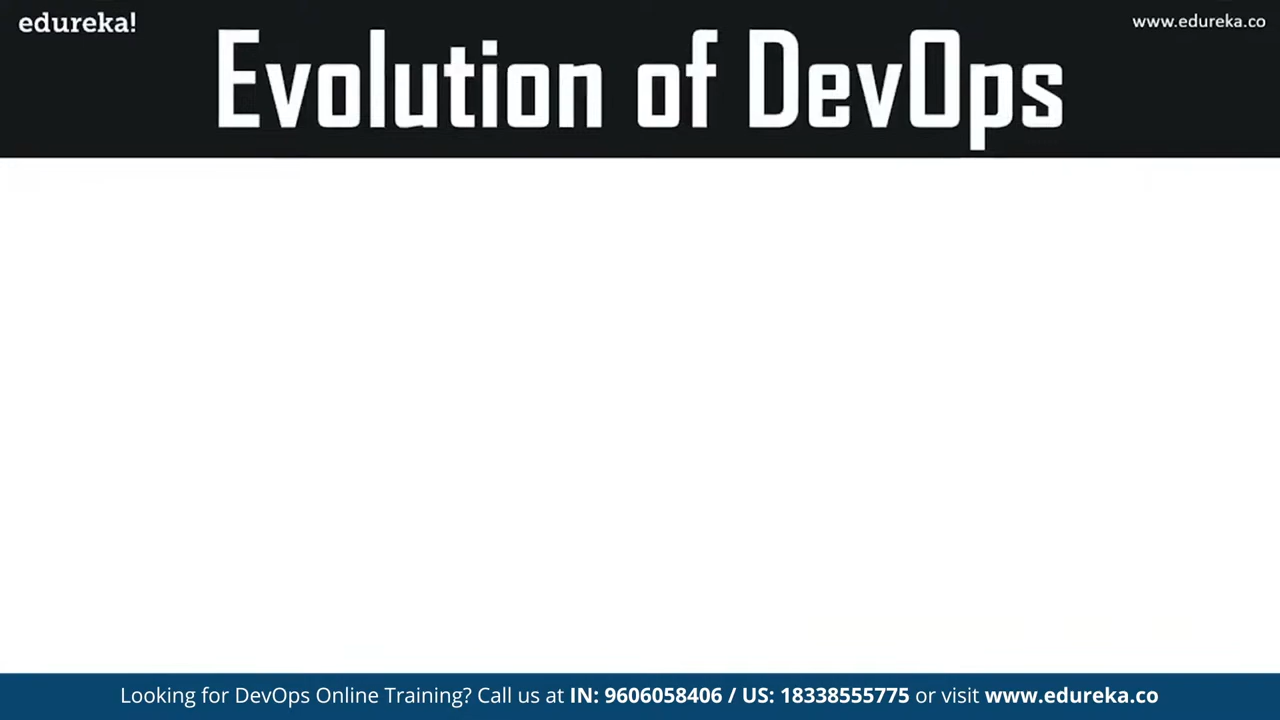 edureka!
www.edureka.co
Evolution of DevOps
Looking for DevOps Online Training? Call us at IN: 9606058406 / US: 18338555775 or visit www.edureka.co